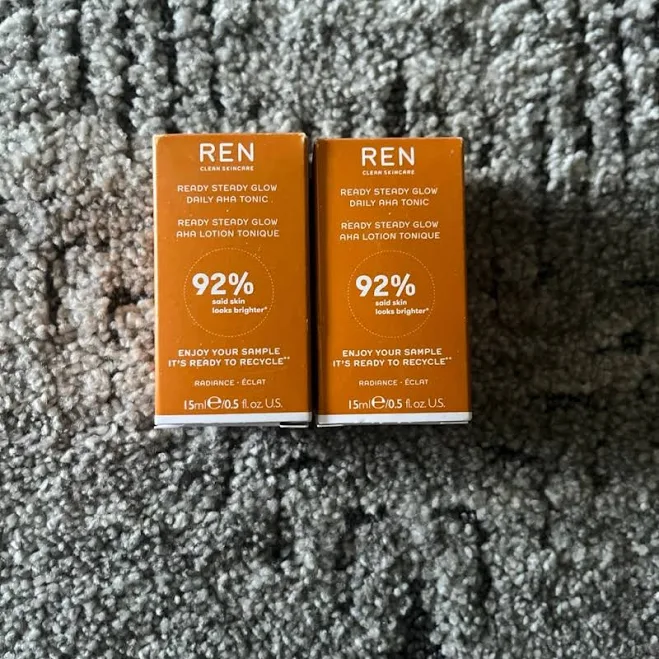 REN
CLEAN SKINCARE
READY STEADY GLOW
DAILY AHA TONIC
READY STEADY GLOW
AHA LOTION TONIQUE
92%
said skin
looks brighter*
ENJOY YOUR SAMPLE
IT'S READY TO RECYCLE**
RADIANCE - ÉCLAT
15ml ℮/0.5 fl. oz. U.S.
REN
CLEAN SKINCARE
READY STEADY GLOW
DAILY AHA TONIC
READY STEADY GLOW
AHA LOTION TONIQUE
92%
said skin
looks brighter*
ENJOY YOUR SAMPLE
IT'S READY TO RECYCLE**
RADIANCE - ÉCLAT
15ml ℮/0.5 fl. oz. U.S.